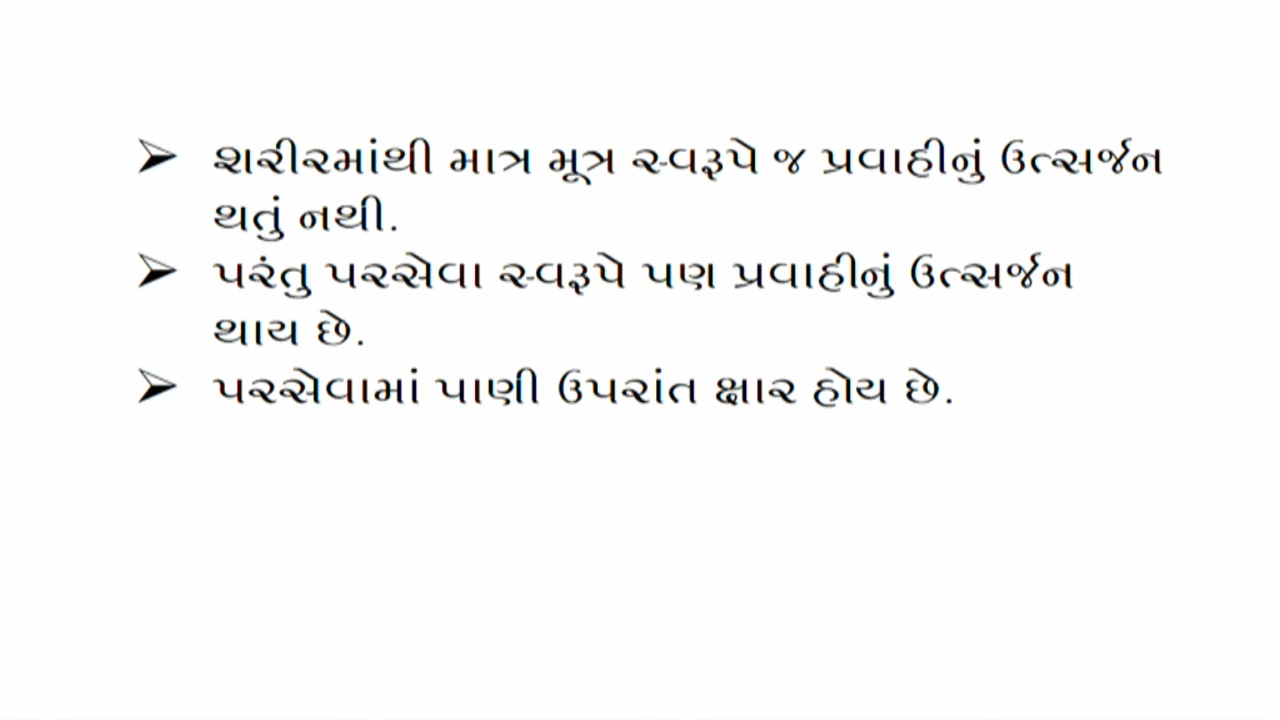 ➢ શરીરમાંથી માત્ર મૂત્ર સ્વરૂપે જ પ્રવાહીનું ઉત્સર્જન
થતું નથી.
➢ પરંતુ પરસેવા સ્વરૂપે પણ પ્રવાહીનું ઉત્સર્જન
થાય છે.
➢ પરસેવામાં પાણી ઉપરાંત ક્ષાર હોય છે.